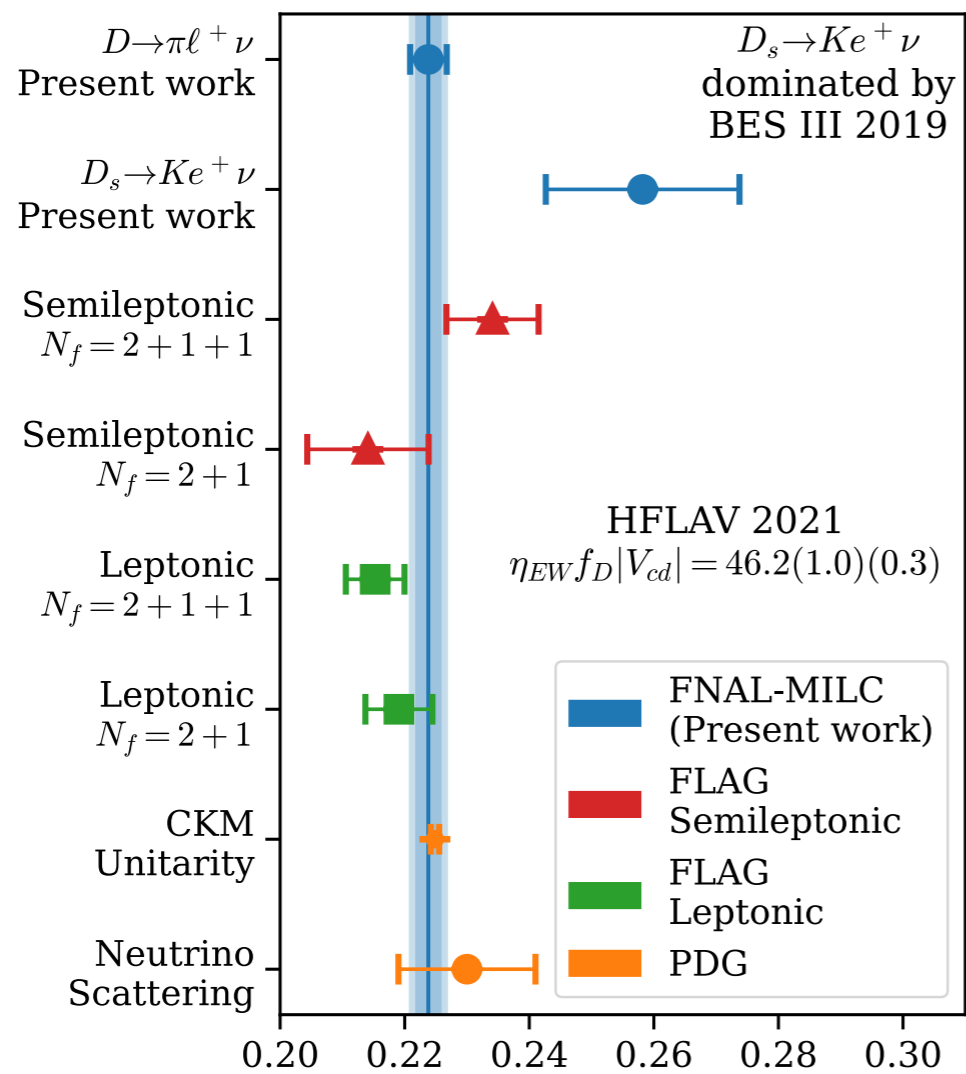 D→πℓ⁺ν
Present work
D_s→Ke⁺ν
Present work
Semileptonic
N_f = 2 + 1 + 1
Semileptonic
N_f = 2 + 1
Leptonic
N_f = 2 + 1 + 1
Leptonic
N_f = 2 + 1
CKM
Unitarity
Neutrino
Scattering
D_s→Ke⁺ν
dominated by
BES III 2019
HFLAV 2021
η_EW f_D|V_cd| = 46.2(1.0)(0.3)
FNAL-MILC
(Present work)
FLAG
Semileptonic
FLAG
Leptonic
PDG
0.20 0.22 0.24 0.26 0.28 0.30